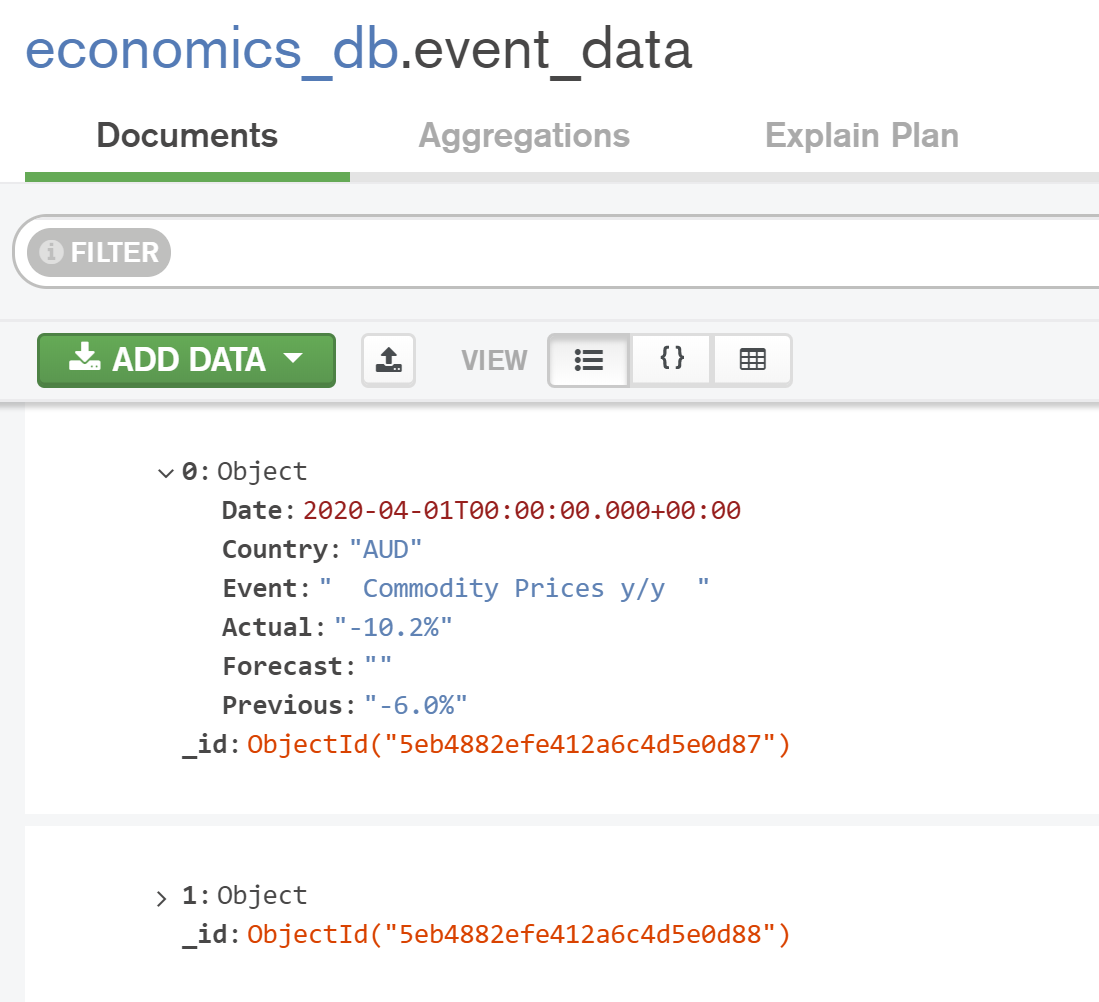 economics_db.event_data
Documents Aggregations Explain Plan
FILTER
ADD DATA VIEW { }
0: Object
Date: 2020-04-01T00:00:00.000+00:00
Country: "AUD"
Event: "  Commodity Prices y/y  "
Actual: "-10.2%"
Forecast: ""
Previous: "-6.0%"
_id: ObjectId("5eb4882efe412a6c4d5e0d87")
1: Object
_id: ObjectId("5eb4882efe412a6c4d5e0d88")